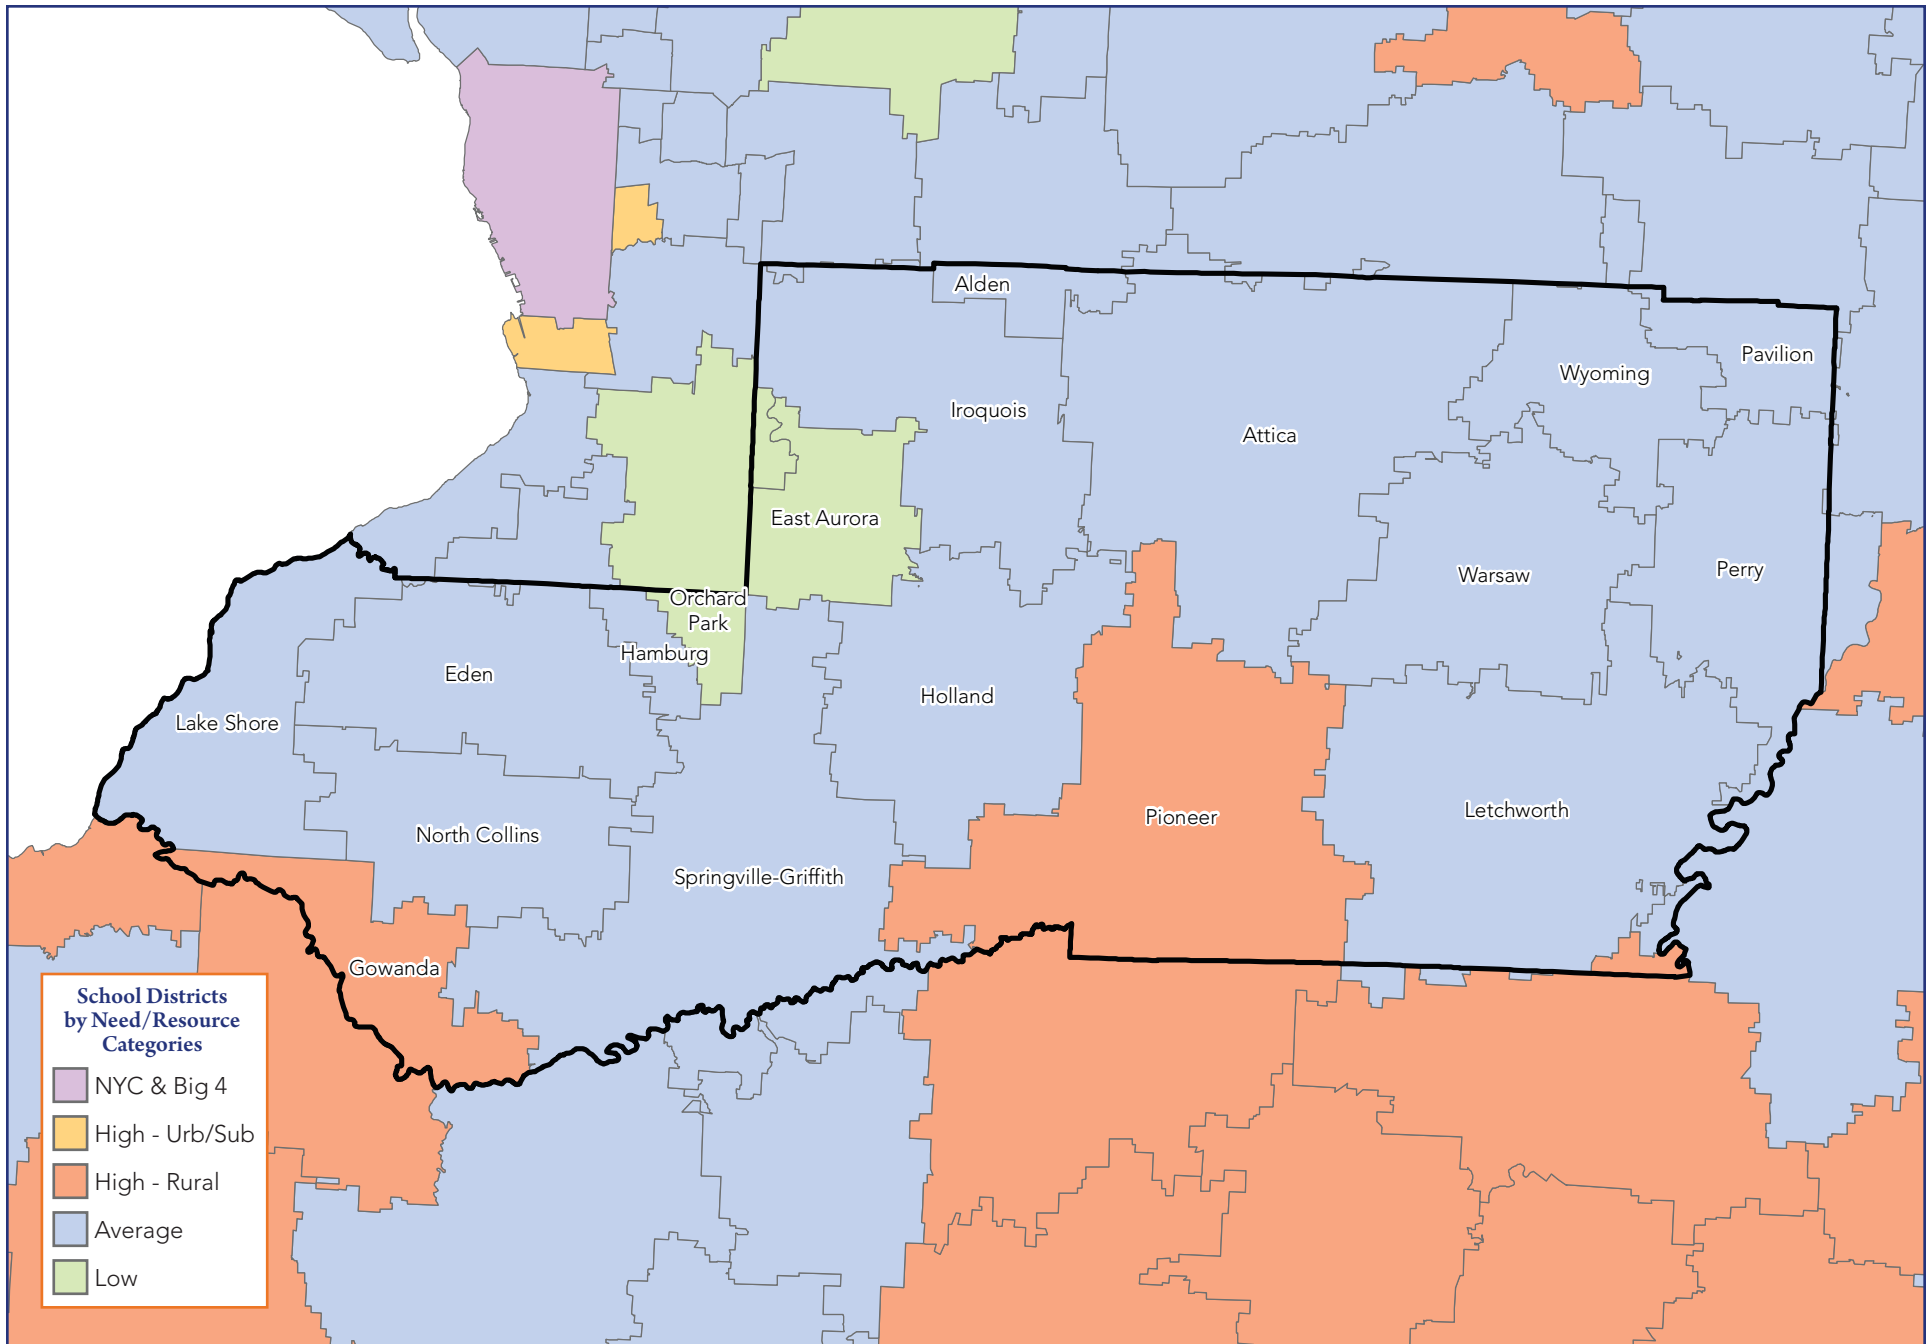 Alden
Pavilion
Wyoming
Iroquois
Attica
East Aurora
Warsaw
Perry
Orchard
Park
Hamburg
Eden
Holland
Lake Shore
Letchworth
Pioneer
North Collins
Springville-Griffith
Gowanda
School Districts
by Need/Resource
Categories
NYC & Big 4
High - Urb/Sub
High - Rural
Average
Low